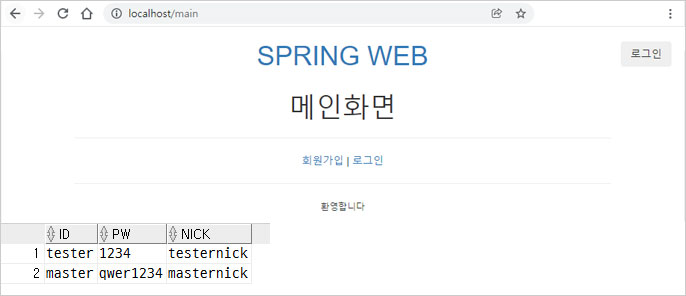 localhost/main
SPRING WEB
로그인
메인화면
회원가입 | 로그인
환영합니다
ID PW NICK
1 tester 1234 testernick
2 master qwer1234 masternick